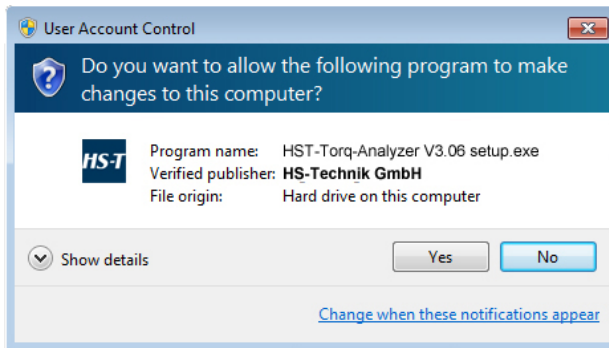 User Account Control
Do you want to allow the following program to make
changes to this computer?
HS-T
Program name: HST-Torq-Analyzer V3.06 setup.exe
Verified publisher: HS-Technik GmbH
File origin: Hard drive on this computer
Show details
Yes
No
Change when these notifications appear